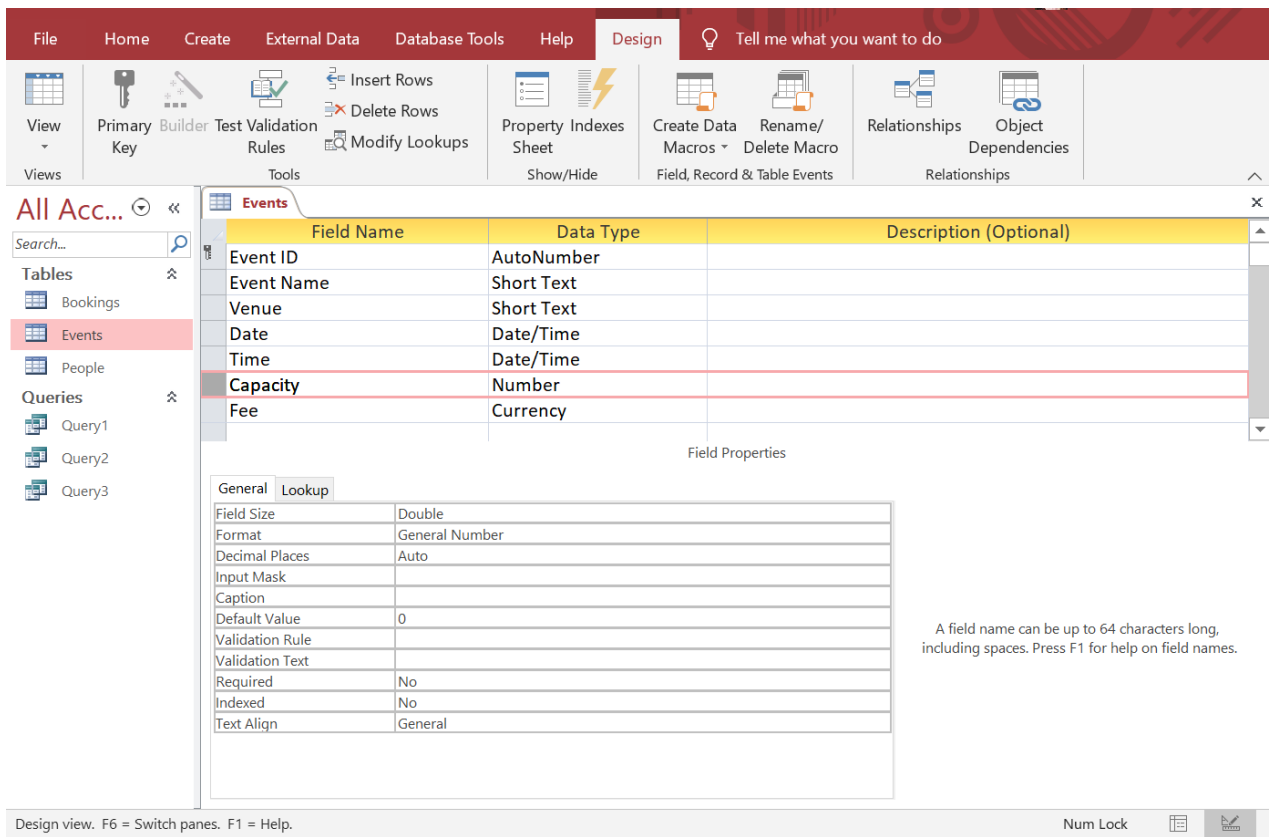 File Home Create External Data Database Tools Help Design Tell me what you want to do
View
Views
Primary Key
Builder
Test Validation Rules
Insert Rows
Delete Rows
Modify Lookups
Tools
Property Sheet
Indexes
Show/Hide
Create Data Macros
Rename/ Delete Macro
Field, Record & Table Events
Relationships
Object Dependencies
Relationships
All Acc...
Search...
Tables
Bookings
Events
People
Queries
Query1
Query2
Query3
Events
Field Name Data Type Description (Optional)
Event ID AutoNumber
Event Name Short Text
Venue Short Text
Date Date/Time
Time Date/Time
Capacity Number
Fee Currency
Field Properties
General Lookup
Field Size Double
Format General Number
Decimal Places Auto
Input Mask
Caption
Default Value 0
Validation Rule
Validation Text
Required No
Indexed No
Text Align General
A field name can be up to 64 characters long,
including spaces. Press F1 for help on field names.
Design view. F6 = Switch panes. F1 = Help.
Num Lock